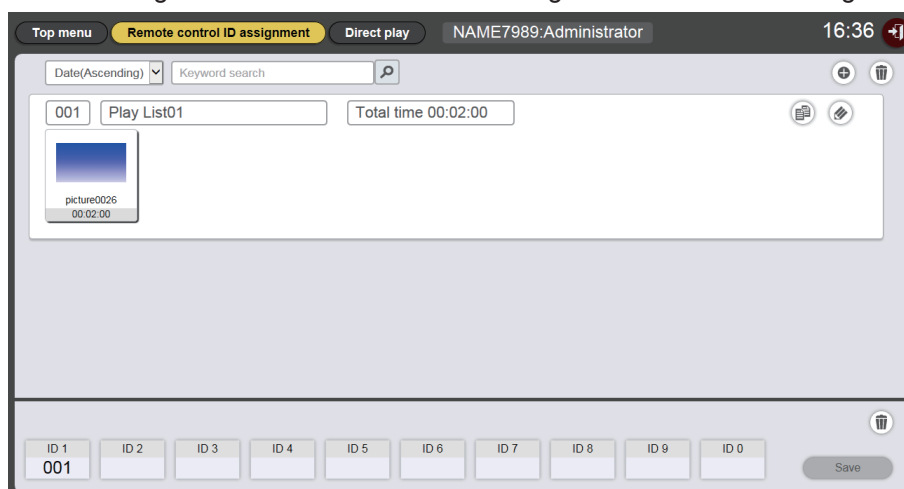 Top menu Remote control ID assignment Direct play NAME7989:Administrator 16:36
Date(Ascending) Keyword search
001 Play List01 Total time 00:02:00
picture0026
00:02:00
ID 1 ID 2 ID 3 ID 4 ID 5 ID 6 ID 7 ID 8 ID 9 ID 0
001 Save